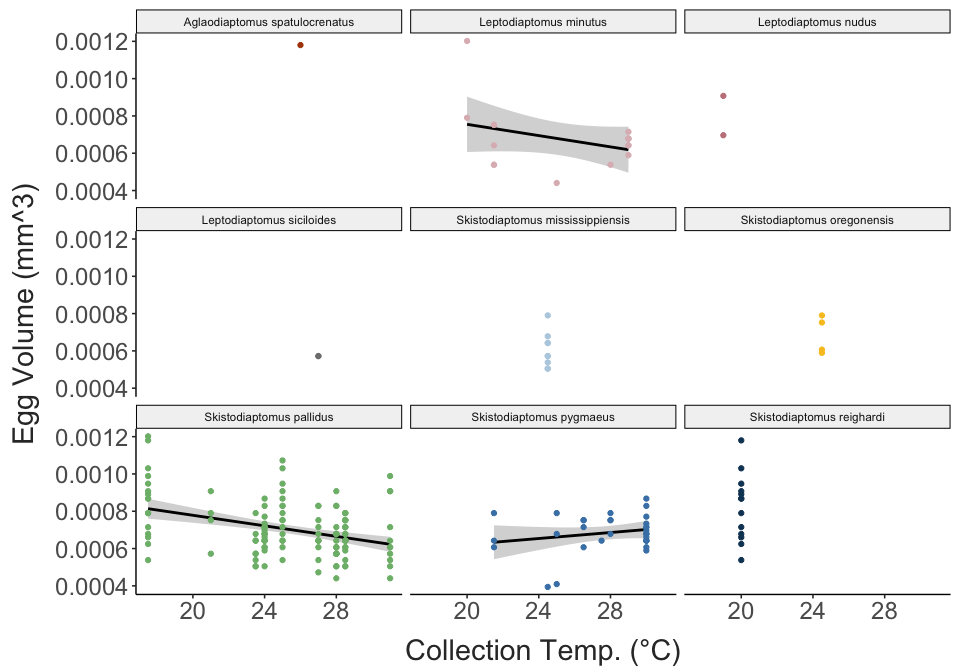 Aglaodiaptomus spatulocrenatus
Leptodiaptomus minutus
Leptodiaptomus nudus
0.0012
0.0010
0.0008
0.0006
0.0004
Leptodiaptomus siciloides
Skistodiaptomus mississippiensis
Skistodiaptomus oregonensis
0.0012
0.0010
0.0008
0.0006
0.0004
Skistodiaptomus pallidus
Skistodiaptomus pygmaeus
Skistodiaptomus reighardi
0.0012
0.0010
0.0008
0.0006
0.0004
20 24 28
20 24 28
20 24 28
Egg Volume (mm^3)
Collection Temp. (°C)